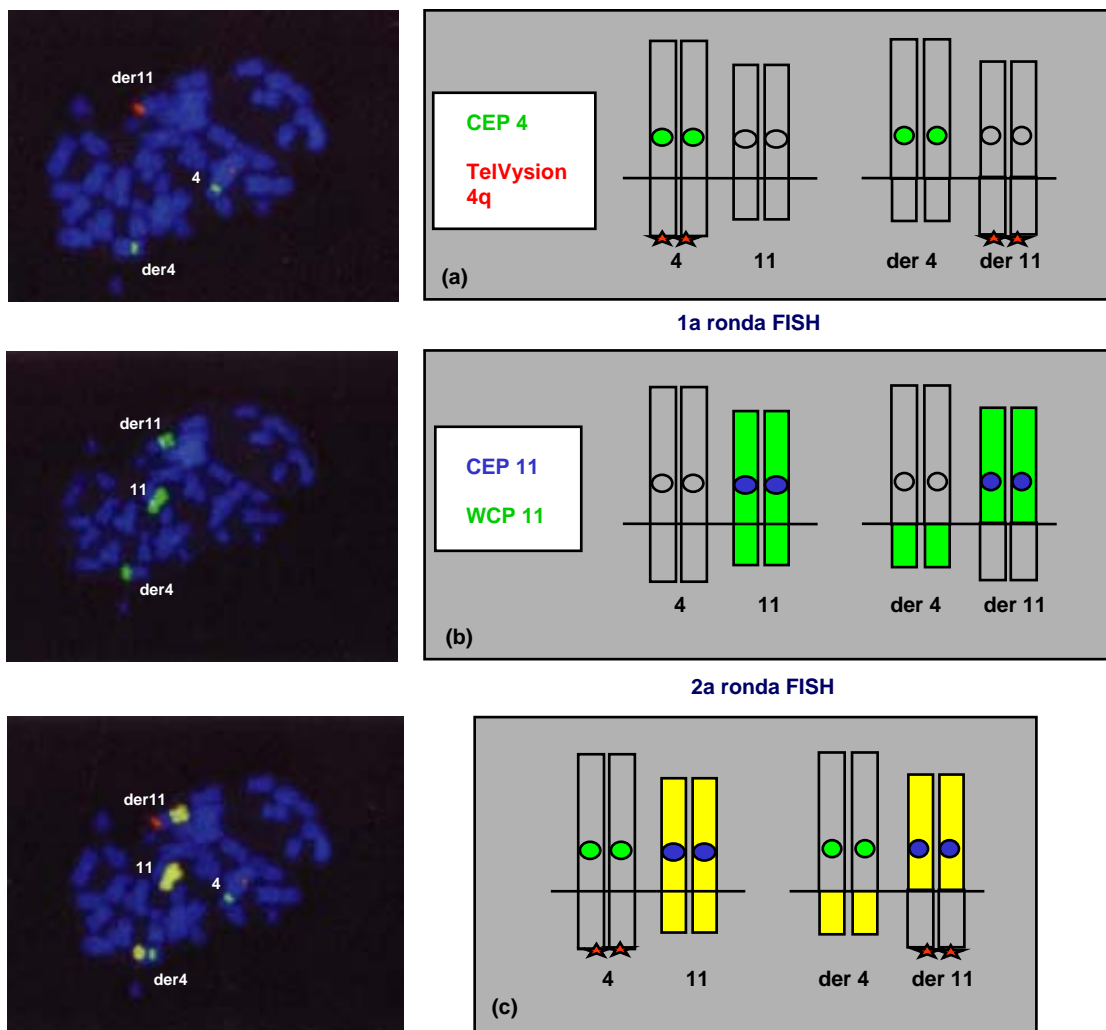 der11
4
der4
CEP 4
TelVysion
4q
4
11
der 4
der 11
(a)
1a ronda FISH
der11
11
der4
CEP 11
WCP 11
4
11
der 4
der 11
(b)
2a ronda FISH
der11
11
4
der4
4
11
der 4
der 11
(c)